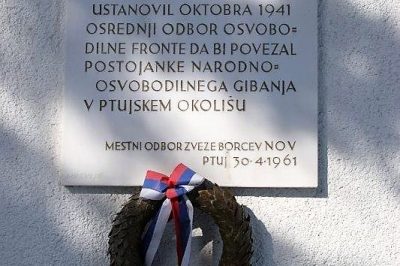 USTANOVIL OKTOBRA 1941
OSREDNJI ODBOR OSVOBO=
DILNE FRONTE DA BI POVEZAL
POSTOJANKE NARODNO=
OSVOBODILNEGA GIBANJA
V PTUJSKEM OKOLIŠU
MESTNI ODBOR ZVEZE BORCEV NOV
PTUJ 30·4·1961